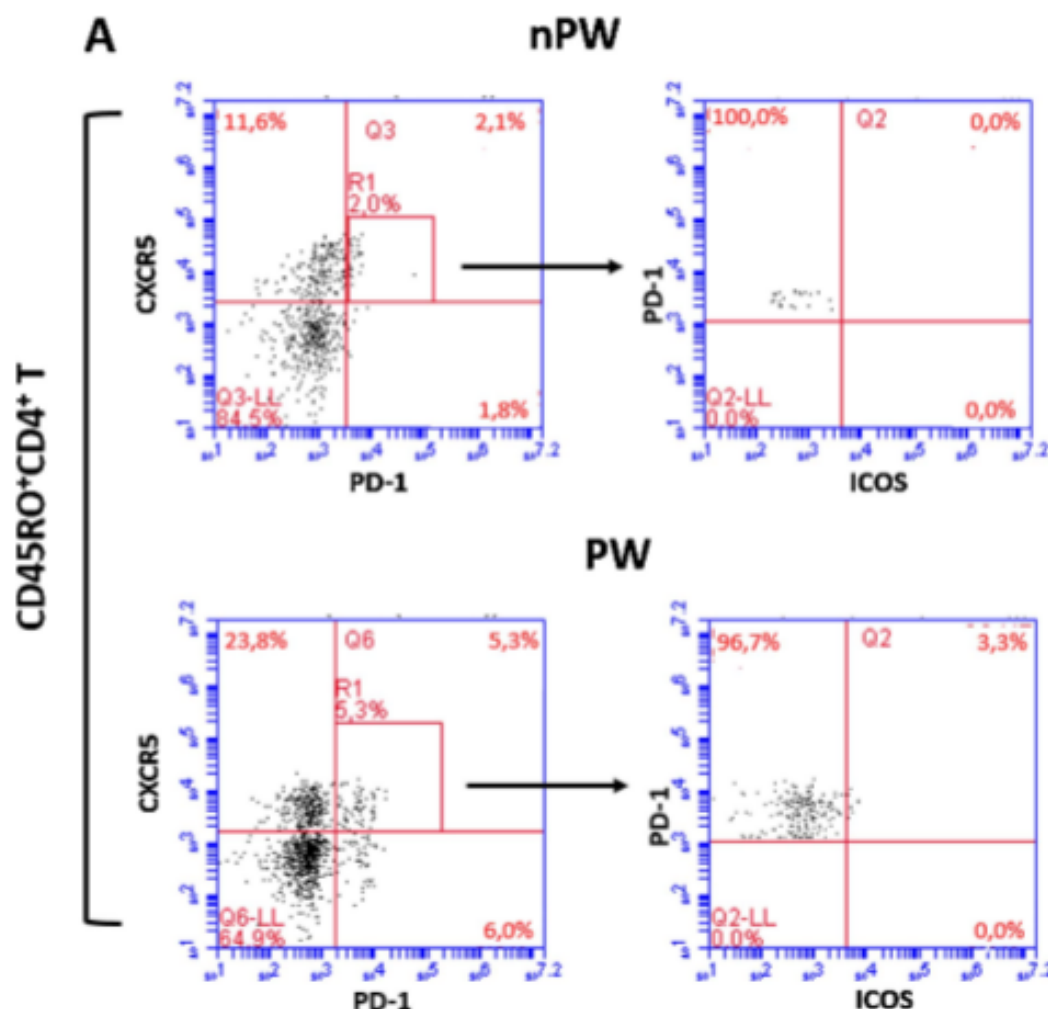 A
nPW
CD45RO⁺CD4⁺ T
CXCR5
11,6%
Q3
2,1%
R1
2,0%
Q3-LL
84.5%
1,8%
PD-1
PD-1
100,0%
Q2
0,0%
Q2-LL
0.0%
0,0%
ICOS
PW
CXCR5
23,8%
Q6
5,3%
R1
5,3%
Q6-LL
64.9%
6,0%
PD-1
PD-1
96,7%
Q2
3,3%
Q2-LL
0.0%
0,0%
ICOS